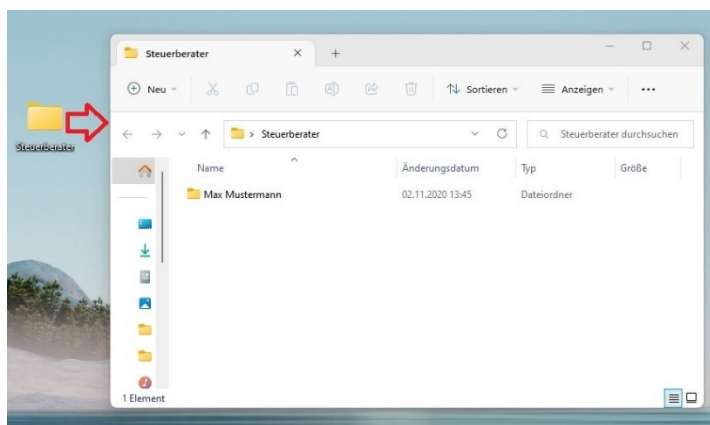 Steuerberater
Neu
Sortieren
Anzeigen
Steuerberater
Steuerberater
Steuerberater durchsuchen
Name
Änderungsdatum
Typ
Größe
Max Mustermann
02.11.2020 13:45
Dateiordner
1 Element